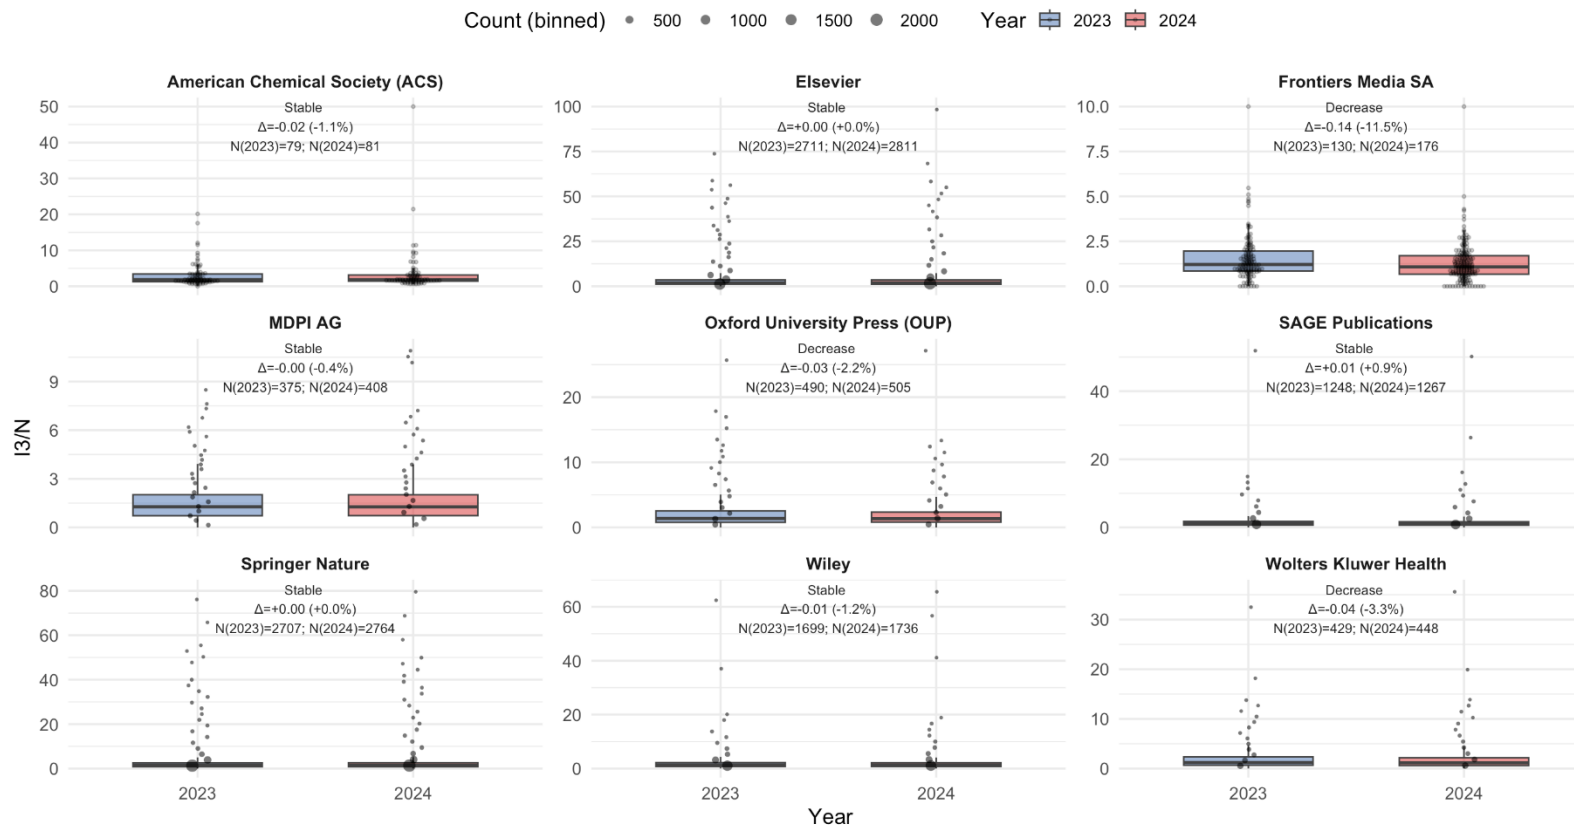 Count (binned) 500 1000 1500 2000 Year 2023 2024
American Chemical Society (ACS)
Stable
Δ=-0.02 (-1.1%)
N(2023)=79; N(2024)=81
50
40
30
20
10
0
Elsevier
Stable
Δ=+0.00 (+0.0%)
N(2023)=2711; N(2024)=2811
100
75
50
25
0
Frontiers Media SA
Decrease
Δ=-0.14 (-11.5%)
N(2023)=130; N(2024)=176
10.0
7.5
5.0
2.5
0.0
MDPI AG
Stable
Δ=-0.00 (-0.4%)
N(2023)=375; N(2024)=408
9
6
3
0
Oxford University Press (OUP)
Decrease
Δ=-0.03 (-2.2%)
N(2023)=490; N(2024)=505
20
10
0
SAGE Publications
Stable
Δ=+0.01 (+0.9%)
N(2023)=1248; N(2024)=1267
40
20
0
I3/N
Springer Nature
Stable
Δ=+0.00 (+0.0%)
N(2023)=2707; N(2024)=2764
80
60
40
20
0
2023 2024
Wiley
Stable
Δ=-0.01 (-1.2%)
N(2023)=1699; N(2024)=1736
60
40
20
0
2023 2024
Wolters Kluwer Health
Decrease
Δ=-0.04 (-3.3%)
N(2023)=429; N(2024)=448
30
20
10
0
2023 2024
Year